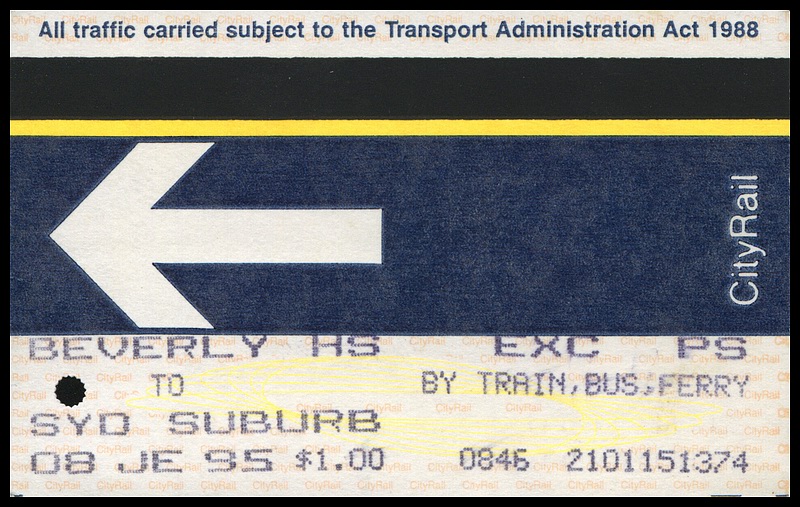 All traffic carried subject to the Transport Administration Act 1988
CityRail
BEVERLY HS EXC PS
TO BY TRAIN,BUS,FERRY
SYD SUBURB
08 JE 95 $1.00 0846 2101151374